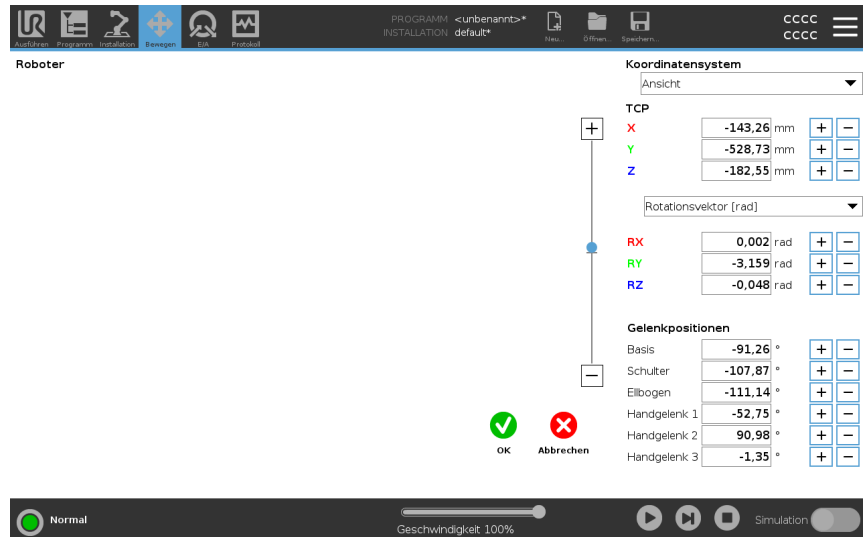 PROGRAMM <unbenannt>*
INSTALLATION default*
cccc
cccc
Ausführen Programm Installation Bewegen E/A Protokoll Neu... Öffnen... Speichern...
Roboter
Koordinatensystem
Ansicht
TCP
X -143,26 mm + −
Y -528,73 mm + −
Z -182,55 mm + −
Rotationsvektor [rad]
RX 0,002 rad + −
RY -3,159 rad + −
RZ -0,048 rad + −
Gelenkpositionen
Basis -91,26 ° + −
Schulter -107,87 ° + −
Ellbogen -111,14 ° + −
Handgelenk 1 -52,75 ° + −
Handgelenk 2 90,98 ° + −
Handgelenk 3 -1,35 ° + −
+
−
OK Abbrechen
Normal
Geschwindigkeit 100%
Simulation